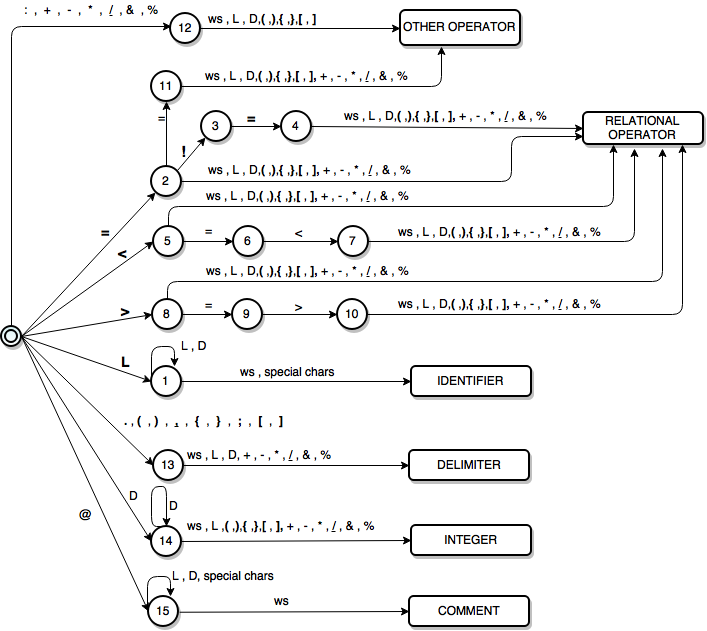 : , + , - , * , / , & , %
12
ws , L , D,( ,),{ ,},[ , ]
OTHER OPERATOR
11
ws , L , D,( ,),{ ,},[ , ], + , - , * , / , & , %
=
!
3
=
4
ws , L , D,( ,),{ ,},[ , ], + , - , * , / , & , %
RELATIONAL
OPERATOR
2
ws , L , D,( ,),{ ,},[ , ], + , - , * , / , & , %
ws , L , D,( ,),{ ,},[ , ], + , - , * , / , & , %
=
<
5
=
6
<
7
ws , L , D,( ,),{ ,},[ , ], + , - , * , / , & , %
ws , L , D,( ,),{ ,},[ , ], + , - , * , / , & , %
>
8
=
9
>
10
ws , L , D,( ,),{ ,},[ , ], + , - , * , / , & , %
L
L , D
1
ws , special chars
IDENTIFIER
. , ( , ) , , , { , } , ; , [ , ]
13
ws , L , D, + , - , * , / , & , %
DELIMITER
D
D
@
14
ws , L ,( ,),{ ,},[ , ], + , - , * , / , & , %
INTEGER
L , D, special chars
15
ws
COMMENT